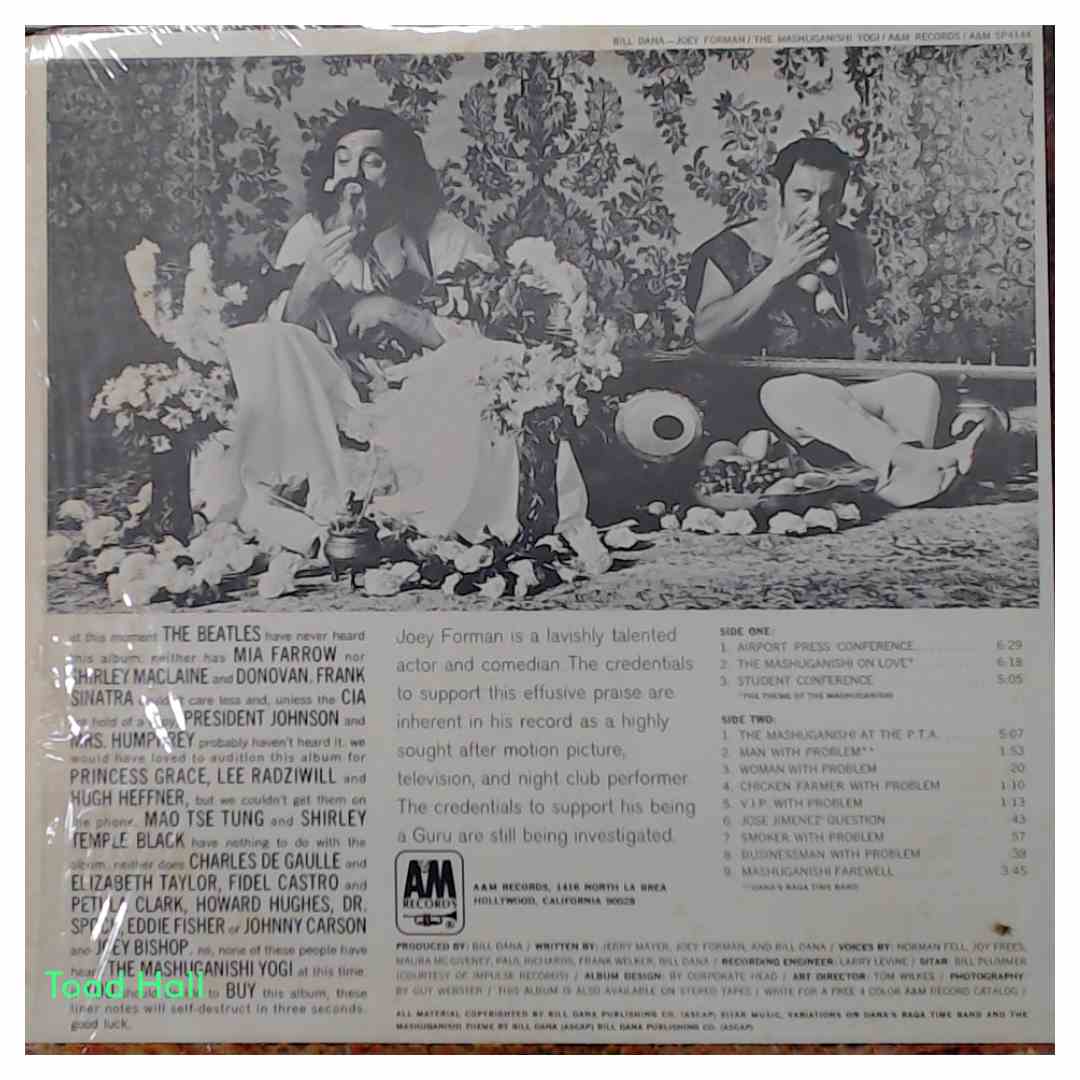 BILL DANA—JOEY FORMAN / THE MASHUGANISHI YOGI / A&M RECORDS / A&M SP4144
at this moment THE BEATLES have never heard
this album, neither has MIA FARROW nor
SHIRLEY MACLAINE and DONOVAN. FRANK
SINATRA couldn't care less and, unless the CIA
hold of a PRESIDENT JOHNSON and
MRS. HUMPHREY probably haven't heard it. we
would have loved to audition this album for
PRINCESS GRACE, LEE RADZIWILL and
HUGH HEFFNER, but we couldn't get them on
the phone. MAO TSE TUNG and SHIRLEY
TEMPLE BLACK have nothing to do with the
album. neither does CHARLES DE GAULLE and
ELIZABETH TAYLOR, FIDEL CASTRO and
PETULA CLARK, HOWARD HUGHES, DR.
SPOCK, EDDIE FISHER or JOHNNY CARSON
and JOEY BISHOP. no, none of these people have
heard THE MASHUGANISHI YOGI at this time.
should to BUY this album, these
liner notes will self-destruct in three seconds.
good luck.
Joey Forman is a lavishly talented
actor and comedian. The credentials
to support this effusive praise are
inherent in his record as a highly
sought after motion picture,
television, and night club performer.
The credentials to support his being
a Guru are still being investigated.
A&M
RECORDS
A&M RECORDS, 1416 NORTH LA BREA
HOLLYWOOD, CALIFORNIA 90028
SIDE ONE:
1. AIRPORT PRESS CONFERENCE 6:29
2. THE MASHUGANISHI ON LOVE* 6:18
3. STUDENT CONFERENCE 5:05
*THE THEME OF THE MASHUGANISHI
SIDE TWO:
1. THE MASHUGANISHI AT THE P.T.A. 5:07
2. MAN WITH PROBLEM** 1:53
3. WOMAN WITH PROBLEM :20
4. CHICKEN FARMER WITH PROBLEM 1:10
5. V.I.P. WITH PROBLEM 1:13
6. JOSE JIMENEZ' QUESTION :43
7. SMOKER WITH PROBLEM :57
8. BUSINESSMAN WITH PROBLEM :39
9. MASHUGANISHI FAREWELL 3:45
**DANA'S RAGA TIME BAND
PRODUCED BY: BILL DANA / WRITTEN BY: JERRY MAYER, JOEY FORMAN, AND BILL DANA / VOICES BY: NORMAN FELL, JOY FREES,
MAURA MC GIVENEY, PAUL RICHARDS, FRANK WELKER, BILL DANA / RECORDING ENGINEER: LARRY LEVINE / SITAR: BILL PLUMMER
(COURTESY OF IMPULSE RECORDS) / ALBUM DESIGN: BY CORPORATE HEAD / ART DIRECTOR: TOM WILKES / PHOTOGRAPHY
BY GUY WEBSTER / THIS ALBUM IS ALSO AVAILABLE ON STEREO TAPES / WRITE FOR A FREE 4 COLOR A&M RECORD CATALOG /
ALL MATERIAL COPYRIGHTED BY BILL DANA PUBLISHING CO. (ASCAP) SITAR MUSIC, VARIATIONS ON DANA'S RAGA TIME BAND AND THE
MASHUGANISHI THEME BY BILL DANA (ASCAP) BILL DANA PUBLISHING CO. (ASCAP)
Toad Hall